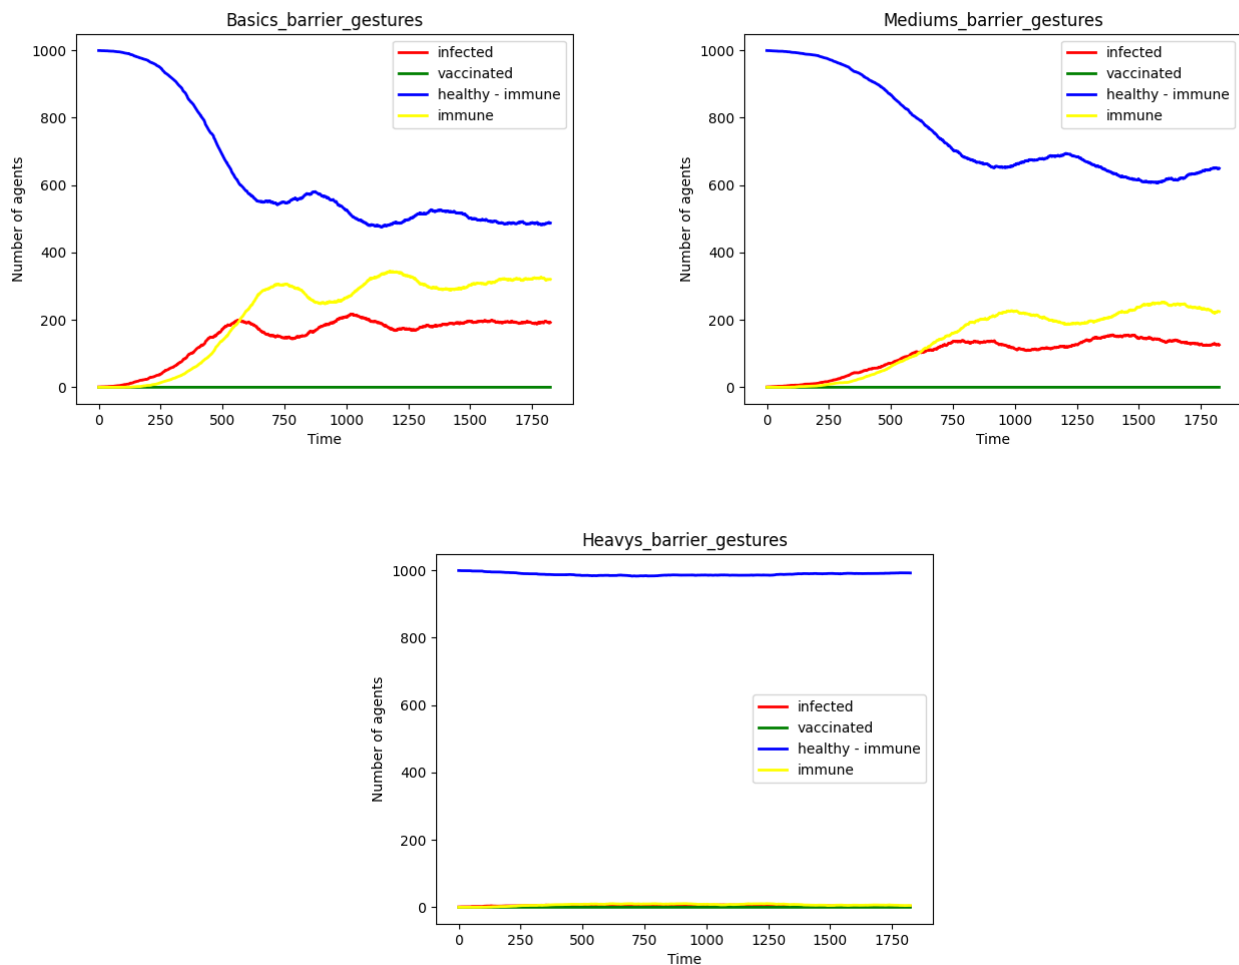 Basics_barrier_gestures
Number of agents
1000
800
600
400
200
0
infected
vaccinated
healthy - immune
immune
0 250 500 750 1000 1250 1500 1750
Time
Mediums_barrier_gestures
Number of agents
1000
800
600
400
200
0
infected
vaccinated
healthy - immune
immune
0 250 500 750 1000 1250 1500 1750
Time
Heavys_barrier_gestures
Number of agents
1000
800
600
400
200
0
infected
vaccinated
healthy - immune
immune
0 250 500 750 1000 1250 1500 1750
Time